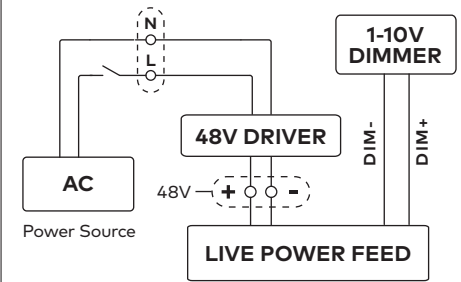 N
L
1-10V
DIMMER
48V DRIVER
DIM-
DIM+
AC
48V
+ -
Power Source
LIVE POWER FEED